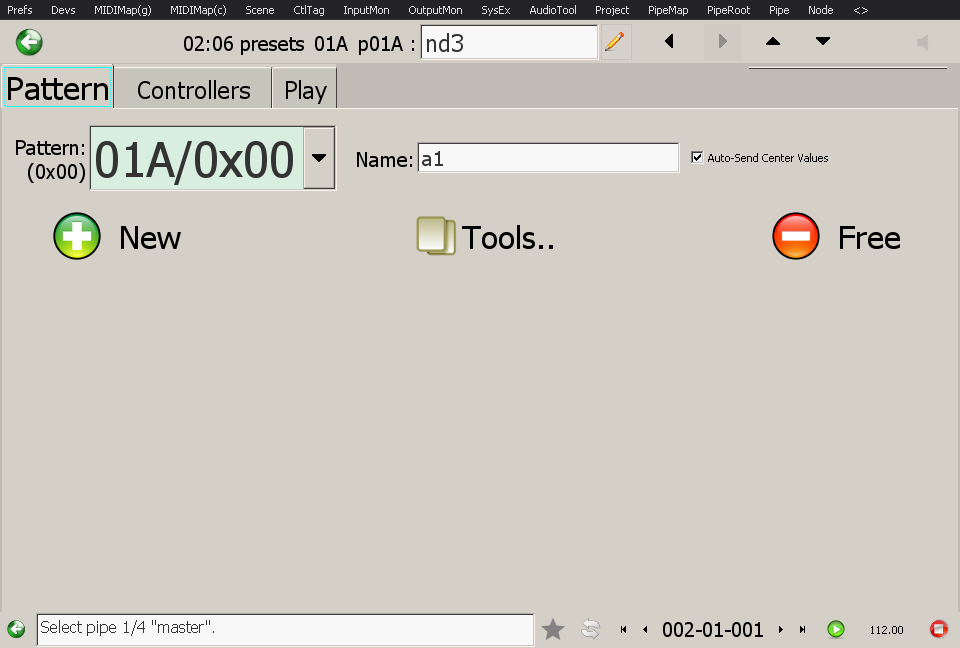 Prefs Devs MIDIMap(g) MIDIMap(c) Scene CtlTag InputMon OutputMon SysEx AudioTool Project PipeMap PipeRoot Pipe Node <>
02:06 presets 01A p01A : nd3
Pattern Controllers Play
Pattern: 01A/0x00 Name: a1 Auto-Send Center Values
(0x00)
New Tools.. Free
Select pipe 1/4 "master". 002-01-001 112.00